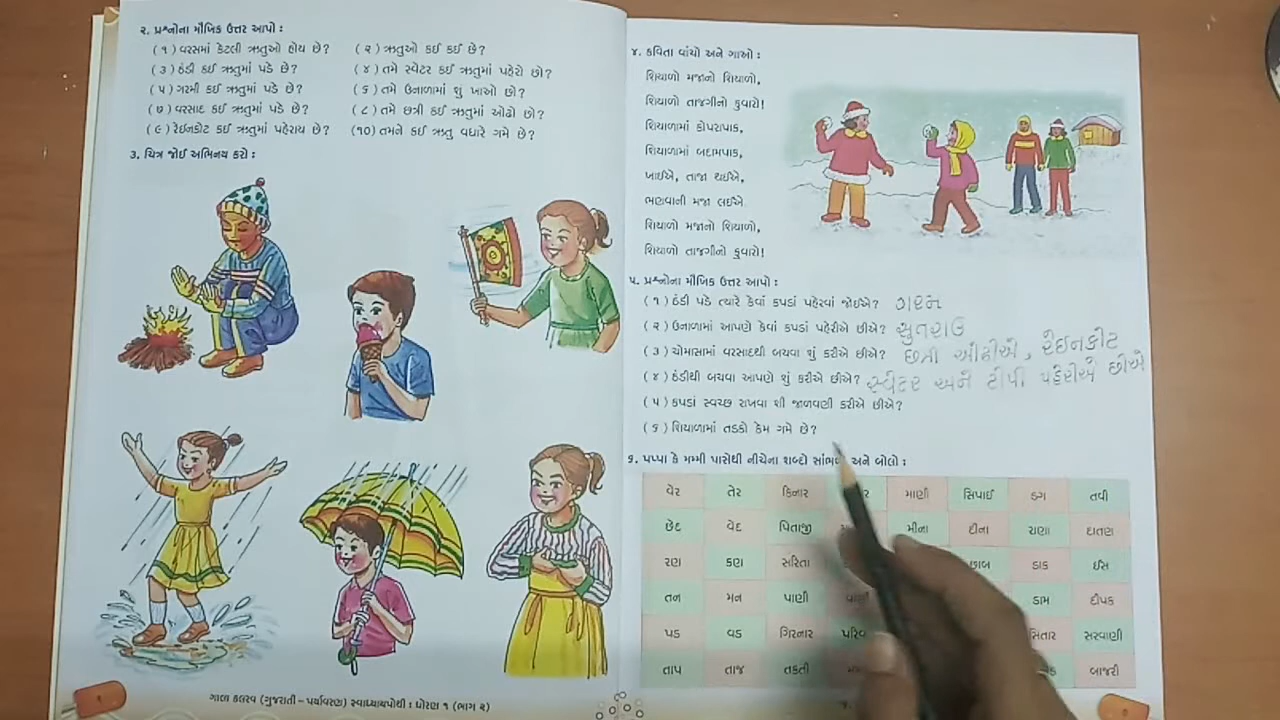 ૨. પ્રશ્નોના મૌખિક ઉત્તર આપો :
(૧) વરસમાં કેટલી ઋતુઓ હોય છે?
(૨) ઋતુઓ કઈ કઈ છે?
(૩) ઠંડી કઈ ઋતુમાં પડે છે?
(૪) તમે સ્વેટર કઈ ઋતુમાં પહેરો છો?
(૫) ગરમી કઈ ઋતુમાં પડે છે?
(૬) તમે ઉનાળામાં શું ખાઓ છો?
(૭) વરસાદ કઈ ઋતુમાં પડે છે?
(૮) તમે છત્રી કઈ ઋતુમાં ઓઢો છો?
(૯) રેઇનકોટ કઈ ઋતુમાં પહેરાય છે?
(૧૦) તમને કઈ ઋતુ વધારે ગમે છે?
૩. ચિત્ર જોઈ અભિનય કરો :
ગાલા કલરવ (ગુજરાતી – પર્યાવરણ) સ્વાધ્યાયપોથી : ધોરણ ૧ (ભાગ ૨)
૪. કવિતા વાંચો અને ગાઓ :
શિયાળો મજાનો શિયાળો,
શિયાળો તાજગીનો ફુવારો!
શિયાળામાં કોપરાપાક,
શિયાળામાં બદામપાક,
ખાઈએ, તાજા થઈએ,
ભણવાની મજા લઈએ.
શિયાળો મજાનો શિયાળો,
શિયાળો તાજગીનો ફુવારો!
૫. પ્રશ્નોના મૌખિક ઉત્તર આપો :
(૧) ઠંડી પડે ત્યારે કેવાં કપડાં પહેરવાં જોઈએ? ગરમ
(૨) ઉનાળામાં આપણે કેવાં કપડાં પહેરીએ છીએ? સુતરાઉ
(૩) ચોમાસામાં વરસાદથી બચવા શું કરીએ છીએ? છત્રી ઓઢીએ, રેઇનકોટ
(૪) ઠંડીથી બચવા આપણે શું કરીએ છીએ? સ્વેટર અને ટોપી પહેરીએ છીએ
(૫) કપડાં સ્વચ્છ રાખવા શી જાળવણી કરીએ છીએ?
(૬) શિયાળામાં તડકો કેમ ગમે છે?
૬. પપ્પા કે મમ્મી પાસેથી નીચેના શબ્દો અને બોલો :
વેર તેર કિનાર માણી સિપાઈ ડગ તવી
છેદ વેદ પિતાજી મીના દીના રાણા દાતણ
રણ કણ સરિતા છાબ ડાક ઈસ
તન મન પાણી ડામ દીપક
પડ વડ ગિરનાર સિતાર સરવાણી
તાપ તાજ તકતી બાજરી